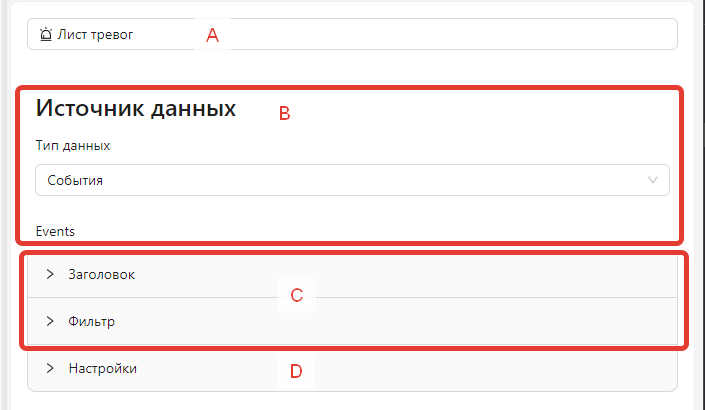 Лист тревог A
Источник данных B
Тип данных
События
Events
Заголовок
C
Фильтр
Настройки D